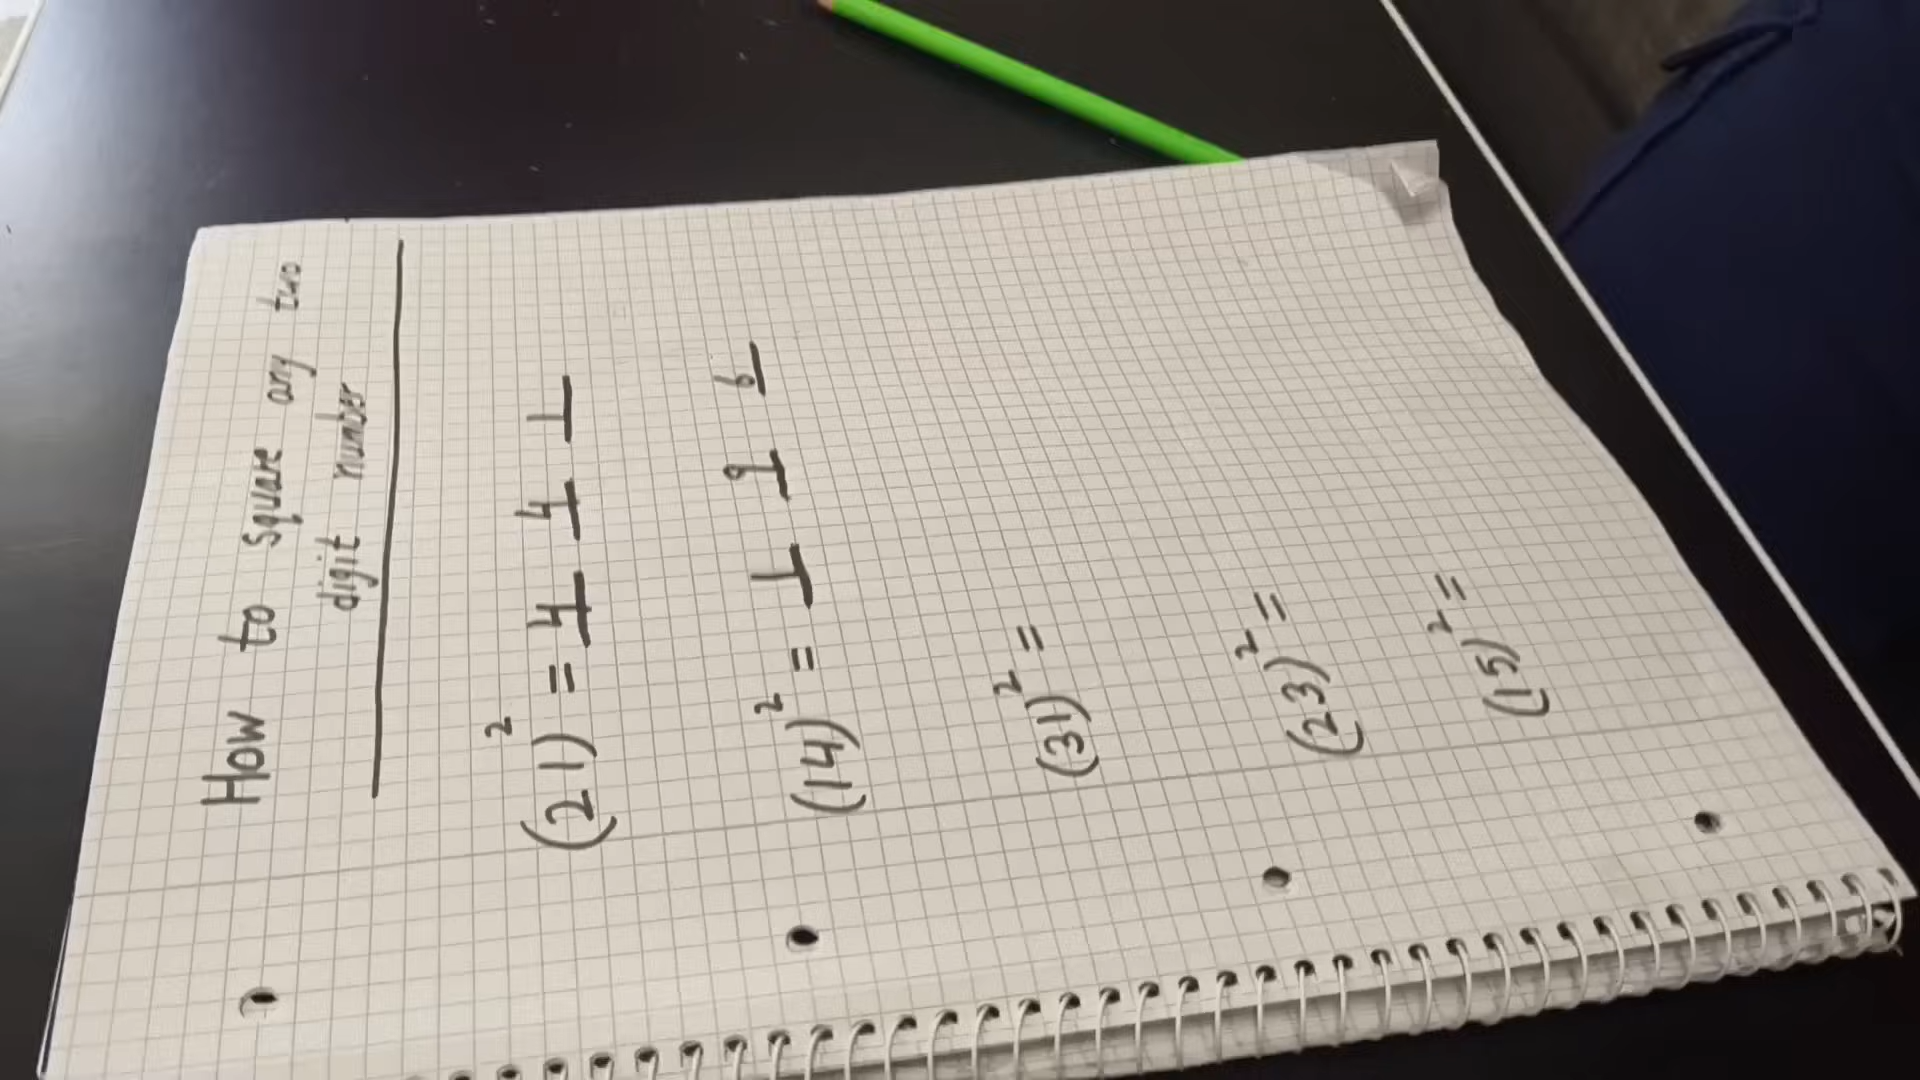 How to square any two
digit number
(21)² = 4 4 1
(14)² = 1 9 6
(31)² =
(23)² =
(15)² =